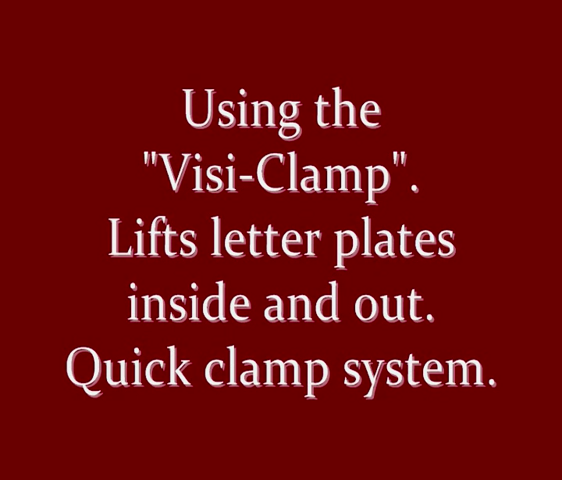 Using the
"Visi-Clamp".
Lifts letter plates
inside and out.
Quick clamp system.